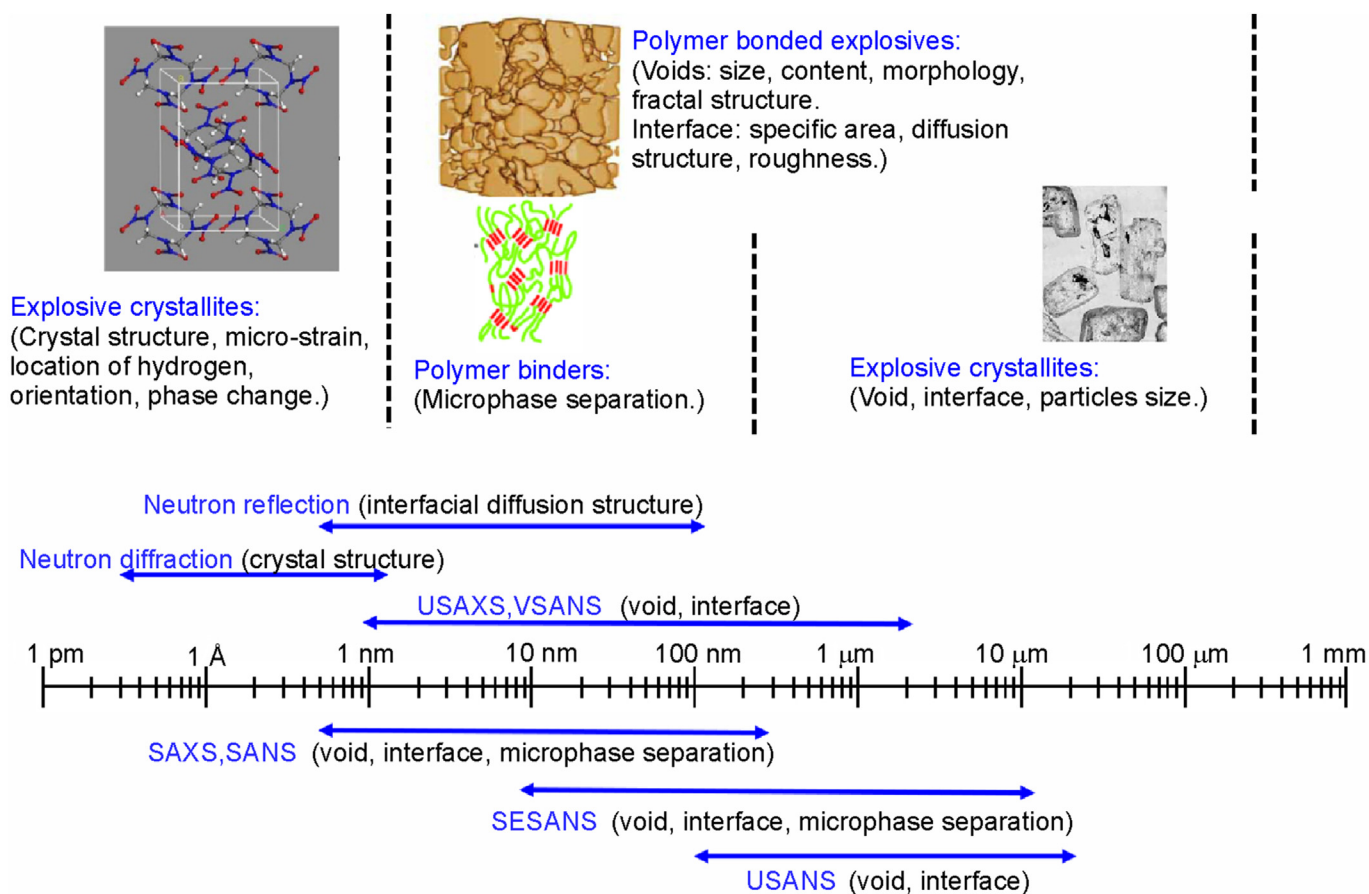 Polymer bonded explosives:
(Voids: size, content, morphology,
fractal structure.
Interface: specific area, diffusion
structure, roughness.)
Explosive crystallites:
(Crystal structure, micro-strain,
location of hydrogen,
orientation, phase change.)
Polymer binders:
(Microphase separation.)
Explosive crystallites:
(Void, interface, particles size.)
Neutron reflection (interfacial diffusion structure)
Neutron diffraction (crystal structure)
USAXS,VSANS (void, interface)
1 pm 1 Å 1 nm 10 nm 100 nm 1 μm 10 μm 100 μm 1 mm
SAXS,SANS (void, interface, microphase separation)
SESANS (void, interface, microphase separation)
USANS (void, interface)